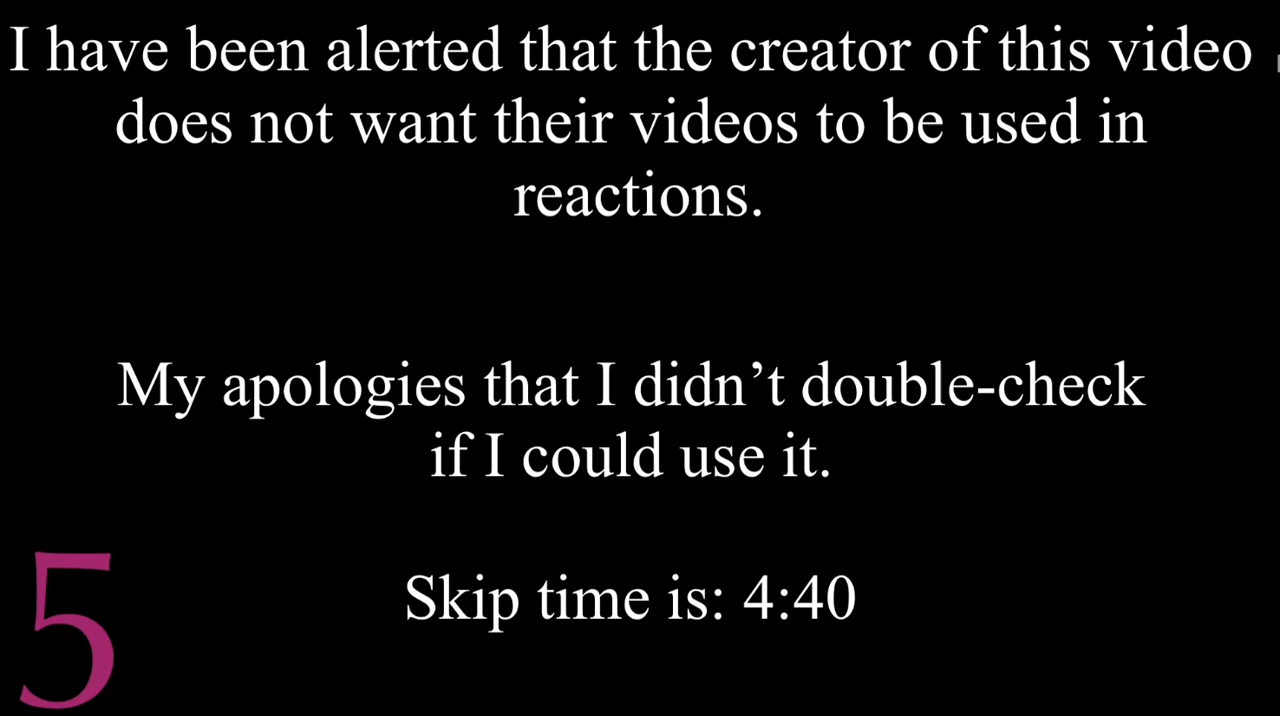 I have been alerted that the creator of this video
does not want their videos to be used in
reactions.
My apologies that I didn’t double-check
if I could use it.
Skip time is: 4:40
5